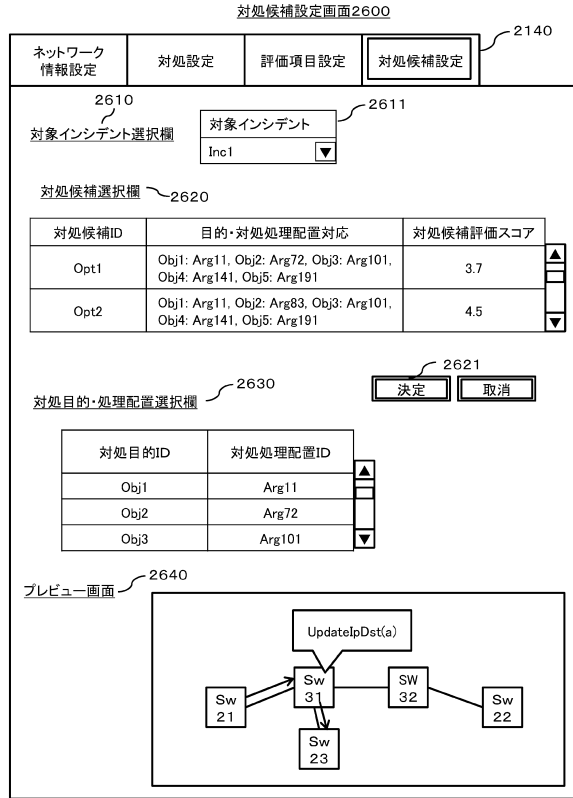 対処候補設定画面2600
2140
ネットワーク
情報設定
対処設定
評価項目設定
対処候補設定
2610
対象インシデント選択欄
2611
対象インシデント
Inc1
▼
対処候補選択欄
2620
対処候補ID
目的・対処処理配置対応
対処候補評価スコア
Opt1
Obj1: Arg11, Obj2: Arg72, Obj3: Arg101,
Obj4: Arg141, Obj5: Arg191
3.7
Opt2
Obj1: Arg11, Obj2: Arg83, Obj3: Arg101,
Obj4: Arg141, Obj5: Arg191
4.5
2621
決定
取消
対処目的・処理配置選択欄
2630
対処目的ID
対処処理配置ID
Obj1
Arg11
Obj2
Arg72
Obj3
Arg101
プレビュー画面
2640
UpdateIpDst(a)
Sw
31
SW
32
Sw
21
Sw
22
Sw
23